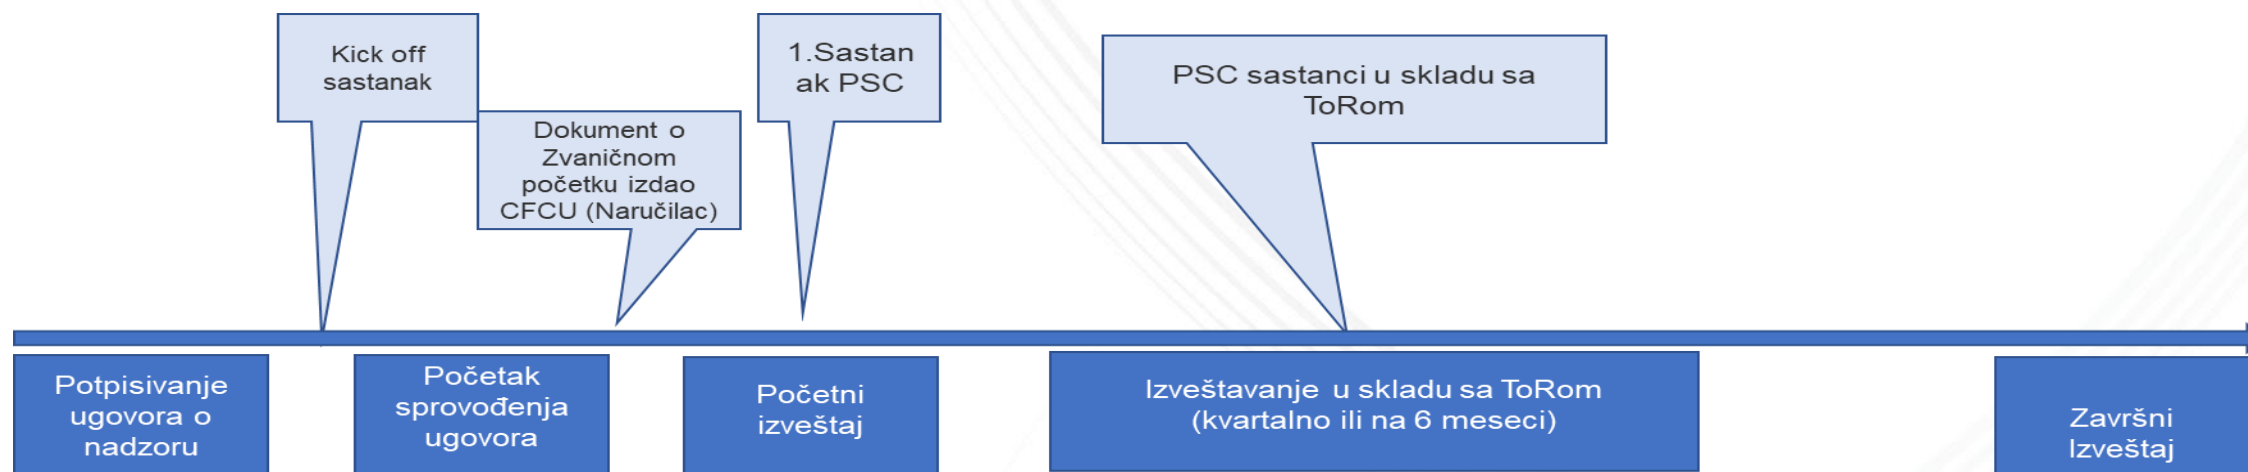 Kick off
sastanak
Dokument o
Zvaničnom
početku izdao
CFCU (Naručilac)
1.Sastan
ak PSC
PSC sastanci u skladu sa
ToRom
Potpisivanje
ugovora o
nadzoru
Početak
sprovođenja
ugovora
Početni
izveštaj
Izveštavanje u skladu sa ToRom
(kvartalno ili na 6 meseci)
Završni
Izveštaj